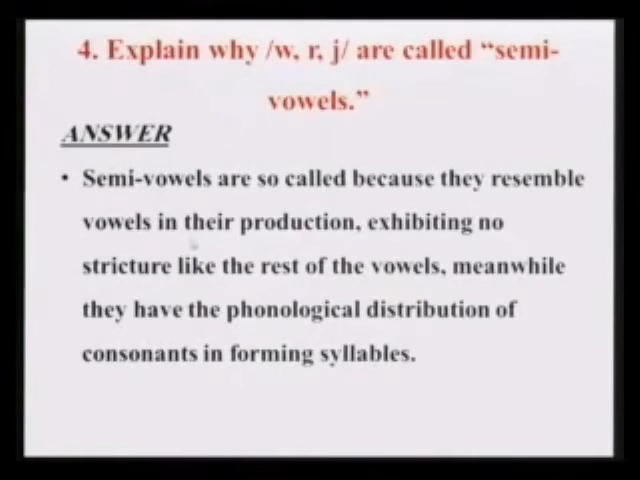 4. Explain why /w, r, j/ are called “semi-
vowels.”
ANSWER
• Semi-vowels are so called because they resemble
vowels in their production, exhibiting no
stricture like the rest of the vowels, meanwhile
they have the phonological distribution of
consonants in forming syllables.